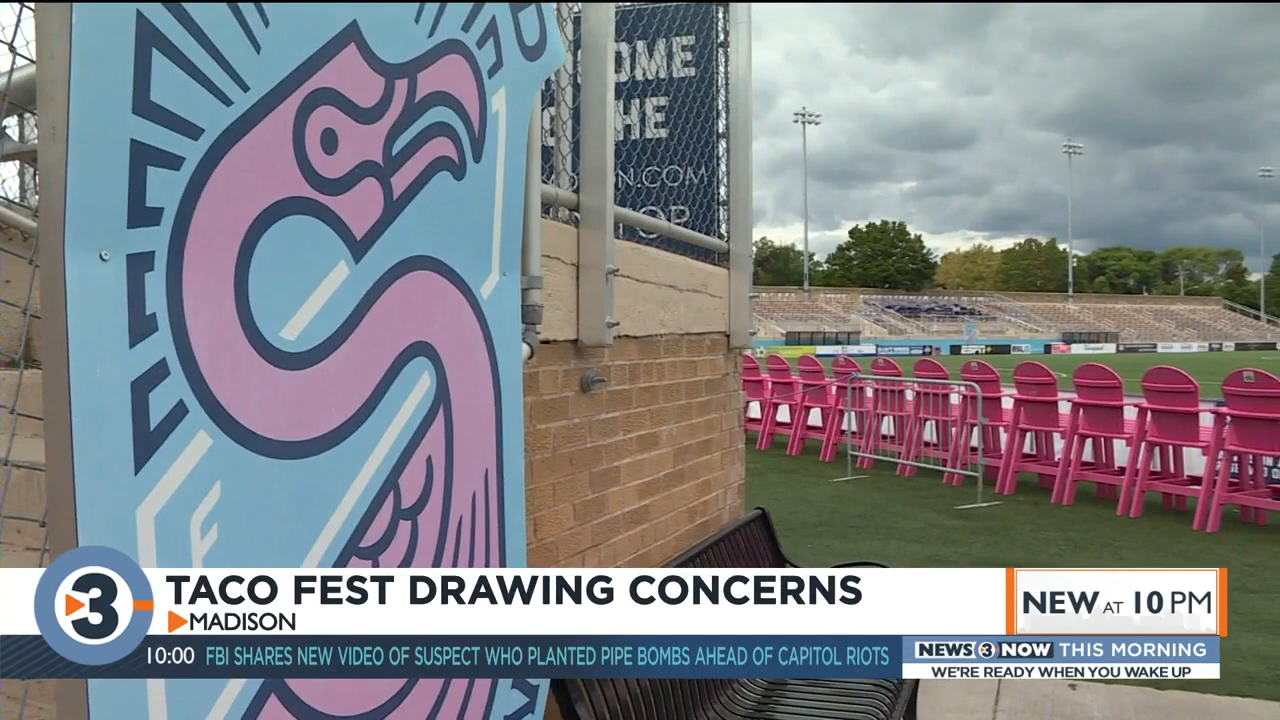 OME
THE
.COM
TACO FEST DRAWING CONCERNS
MADISON
NEW AT 10 PM
3
10:00 FBI SHARES NEW VIDEO OF SUSPECT WHO PLANTED PIPE BOMBS AHEAD OF CAPITOL RIOTS
NEWS 3 NOW THIS MORNING
WE'RE READY WHEN YOU WAKE UP